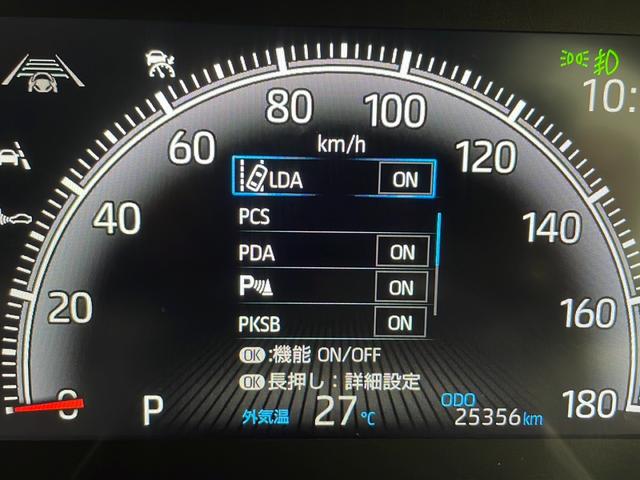 10:
80
100
km/h
60
120
LDA ON
PCS
40
140
PDA ON
P ON
20
160
PKSB ON
OK:機能 ON/OFF
OK長押し：詳細設定
0
P
外気温 27℃
ODO
25356km
180